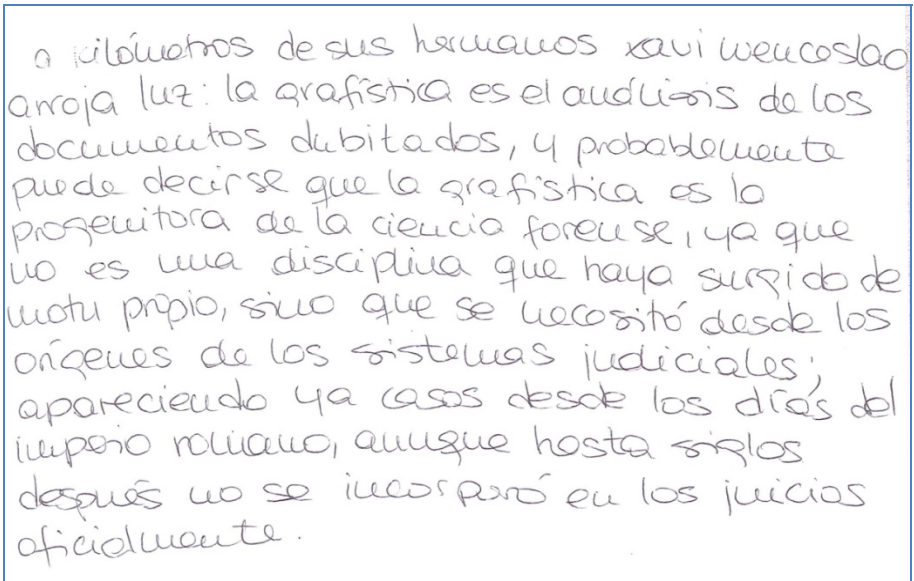 a kilómetros de sus hermanos xavi wenceslao
arroja luz: la grafística es el análisis de los
documentos dubitados, y probablemente
puede decirse que la grafística es la
progenitora de la ciencia forense, ya que
no es una disciplina que haya surgido de
motu propio, sino que se necesitó desde los
orígenes de los sistemas judiciales;
apareciendo ya casos desde los días del
imperio romano, aunque hasta siglos
después no se incorporó en los juicios
oficialmente.